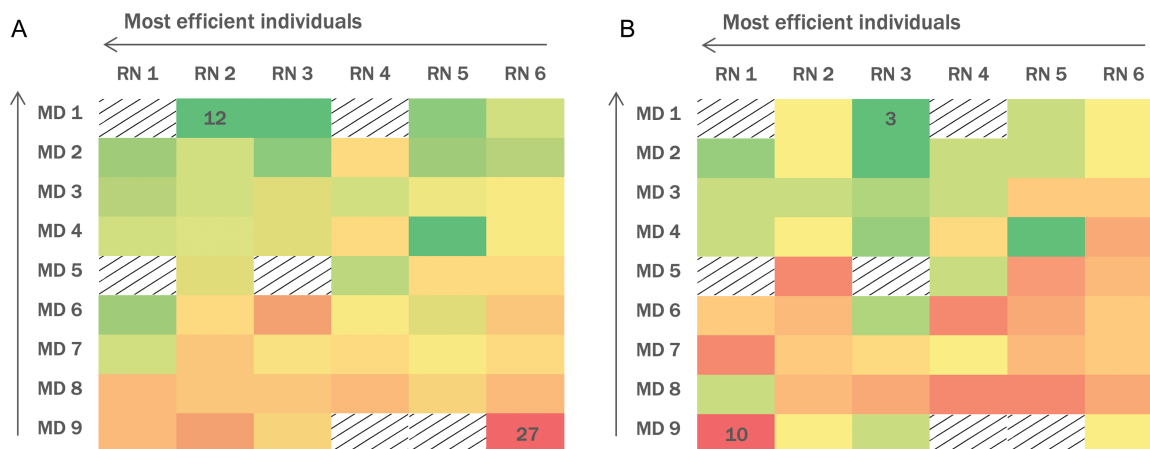 A
Most efficient individuals
RN 1 RN 2 RN 3 RN 4 RN 5 RN 6
MD 1
12
MD 2
MD 3
MD 4
MD 5
MD 6
MD 7
MD 8
MD 9
27
B
Most efficient individuals
RN 1 RN 2 RN 3 RN 4 RN 5 RN 6
MD 1
3
MD 2
MD 3
MD 4
MD 5
MD 6
MD 7
MD 8
MD 9
10